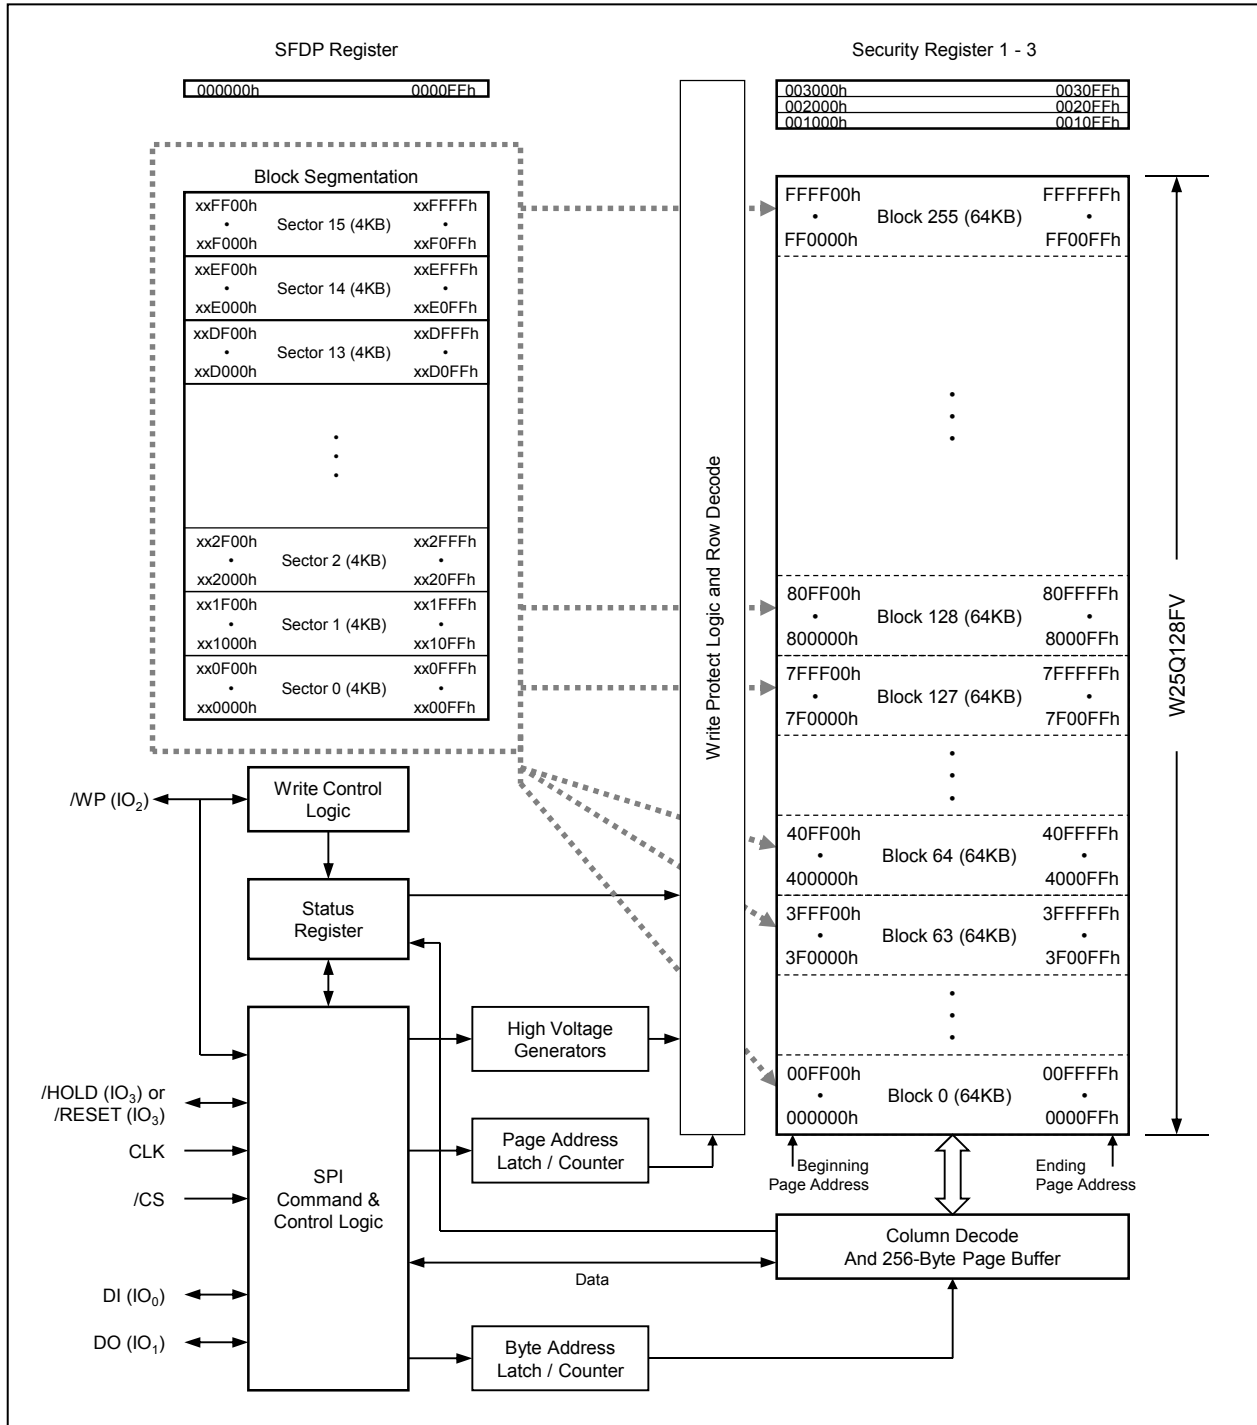 SFDP Register
000000h 0000FFh
Security Register 1 - 3
003000h 0030FFh
002000h 0020FFh
001000h 0010FFh
Block Segmentation
xxFF00h xxFFFFh
• Sector 15 (4KB) •
xxF000h xxF0FFh
xxEF00h xxEFFFh
• Sector 14 (4KB) •
xxE000h xxE0FFh
xxDF00h xxDFFFh
• Sector 13 (4KB) •
xxD000h xxD0FFh
xx2F00h xx2FFFh
• Sector 2 (4KB) •
xx2000h xx20FFh
xx1F00h xx1FFFh
• Sector 1 (4KB) •
xx1000h xx10FFh
xx0F00h xx0FFFh
• Sector 0 (4KB) •
xx0000h xx00FFh
Write Protect Logic and Row Decode
FFFF00h FFFFFFh
• Block 255 (64KB) •
FF0000h FF00FFh
80FF00h 80FFFFh
• Block 128 (64KB) •
800000h 8000FFh
7FFF00h 7FFFFFh
• Block 127 (64KB) •
7F0000h 7F00FFh
40FF00h 40FFFFh
• Block 64 (64KB) •
400000h 4000FFh
3FFF00h 3FFFFFh
• Block 63 (64KB) •
3F0000h 3F00FFh
00FF00h 00FFFFh
• Block 0 (64KB) •
000000h 0000FFh
W25Q128FV
Beginning
Page Address
Ending
Page Address
/WP (IO2)
Write Control
Logic
Status
Register
High Voltage
Generators
/HOLD (IO3) or
/RESET (IO3)
CLK
/CS
SPI
Command &
Control Logic
Page Address
Latch / Counter
Column Decode
And 256-Byte Page Buffer
Data
DI (IO0)
DO (IO1)
Byte Address
Latch / Counter